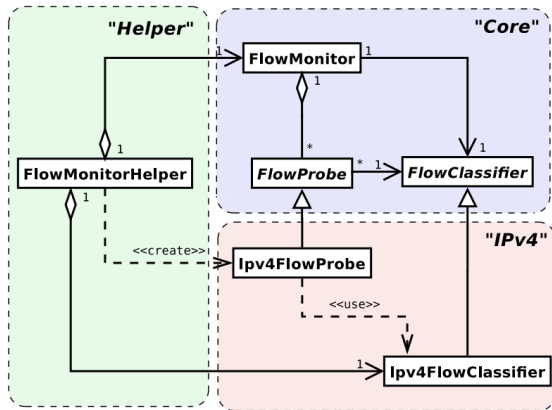 "Helper"
"Core"
1
FlowMonitor
1
1
1
*
1
FlowMonitorHelper
FlowProbe
*
1
FlowClassifier
1
"IPv4"
<<create>>
Ipv4FlowProbe
<<use>>
1
Ipv4FlowClassifier